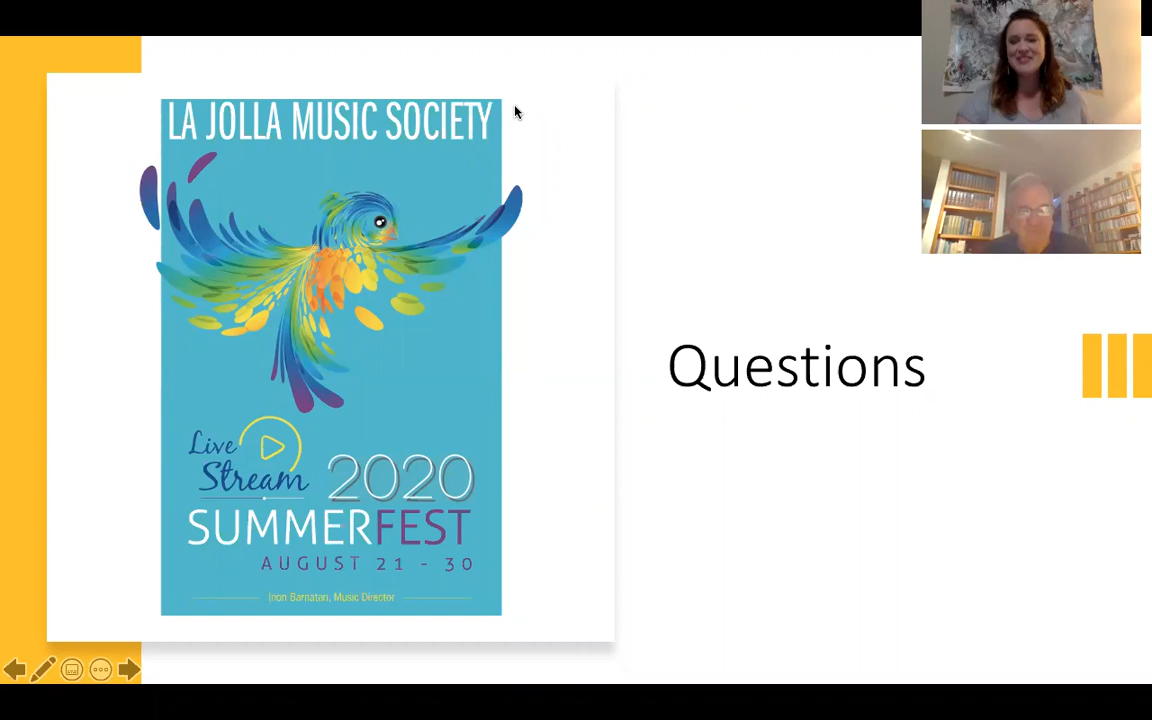 LA JOLLA MUSIC SOCIETY
Live
Stream
2020
SUMMERFEST
AUGUST 21 - 30
Inon Barnatan, Music Director
Questions